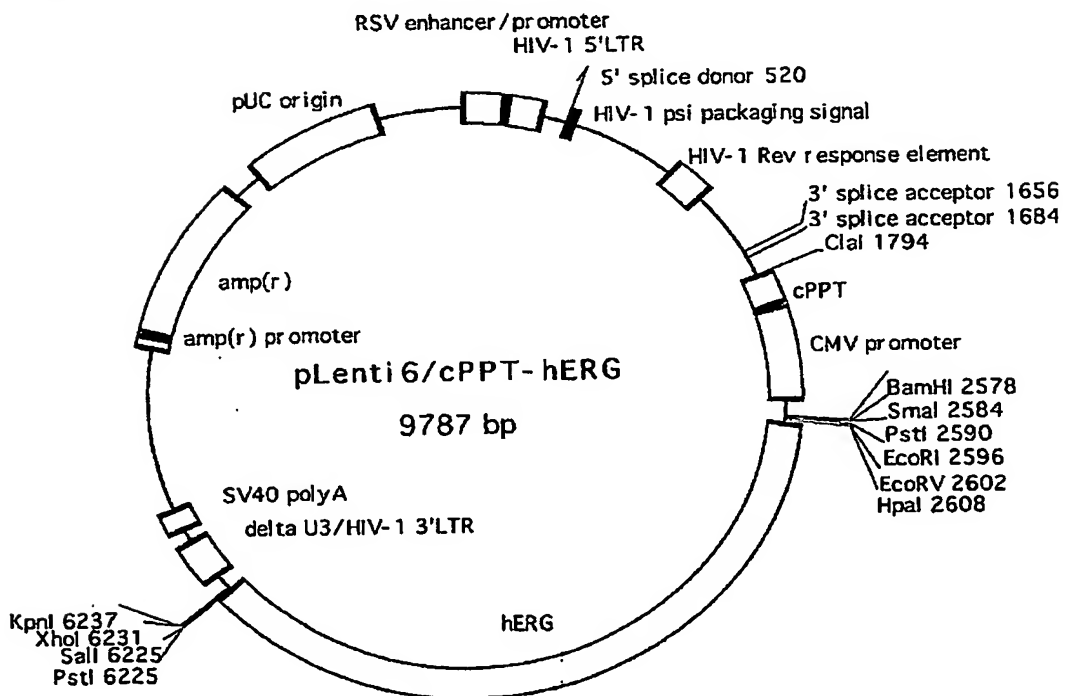 RSV enhancer/promoter
HIV-1 5'LTR
5' splice donor 520
pUC origin
HIV-1 psi packaging signal
HIV-1 Rev response element
3' splice acceptor 1656
3' splice acceptor 1684
ClaI 1794
cPPT
amp(r)
amp(r) promoter
CMV promoter
pLenti6/cPPT-hERG
9787 bp
BamHI 2578
SmaI 2584
PstI 2590
EcoRI 2596
EcoRV 2602
HpaI 2608
SV40 polyA
delta U3/HIV-1 3'LTR
hERG
KpnI 6237
XhoI 6231
SalI 6225
PstI 6225